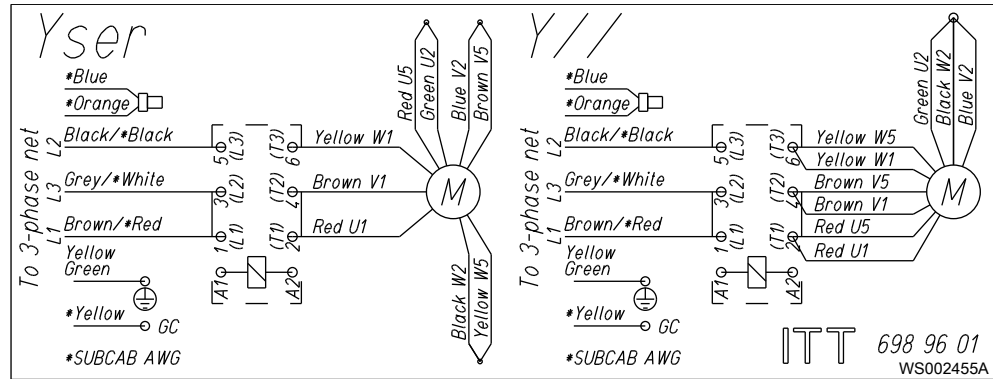 Yser
*Blue
*Orange
To 3-phase net
L2
Black/*Black
L3
Grey/*White
L1
Brown/*Red
Yellow
Green
*Yellow
GC
*SUBCAB AWG
5 (L3)
(T3) 6
3 (L2)
(T2) 4
1 (L1)
(T1) 2
A1
A2
Yellow W1
Brown V1
Red U1
Red U5
Green U2
Blue V2
Brown V5
M
Black W2
Yellow W5
Y//
*Blue
*Orange
To 3-phase net
L2
Black/*Black
L3
Grey/*White
L1
Brown/*Red
Yellow
Green
*Yellow
GC
*SUBCAB AWG
5 (L3)
(T3) 6
3 (L2)
(T2) 4
1 (L1)
(T1) 2
A1
A2
Yellow W5
Yellow W1
Brown V5
Brown V1
Red U5
Red U1
Green U2
Black W2
Blue V2
M
ITT 698 96 01
WS002455A